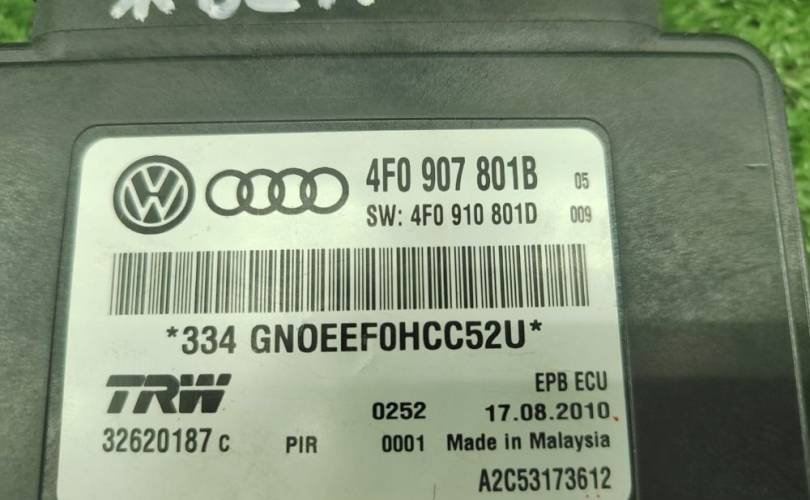 4F0 907 801B 05
SW: 4F0 910 801D 009
*334 GN0EEF0HCC52U*
TRW EPB ECU
0252 17.08.2010
32620187 C PIR 0001 Made in Malaysia
A2C53173612